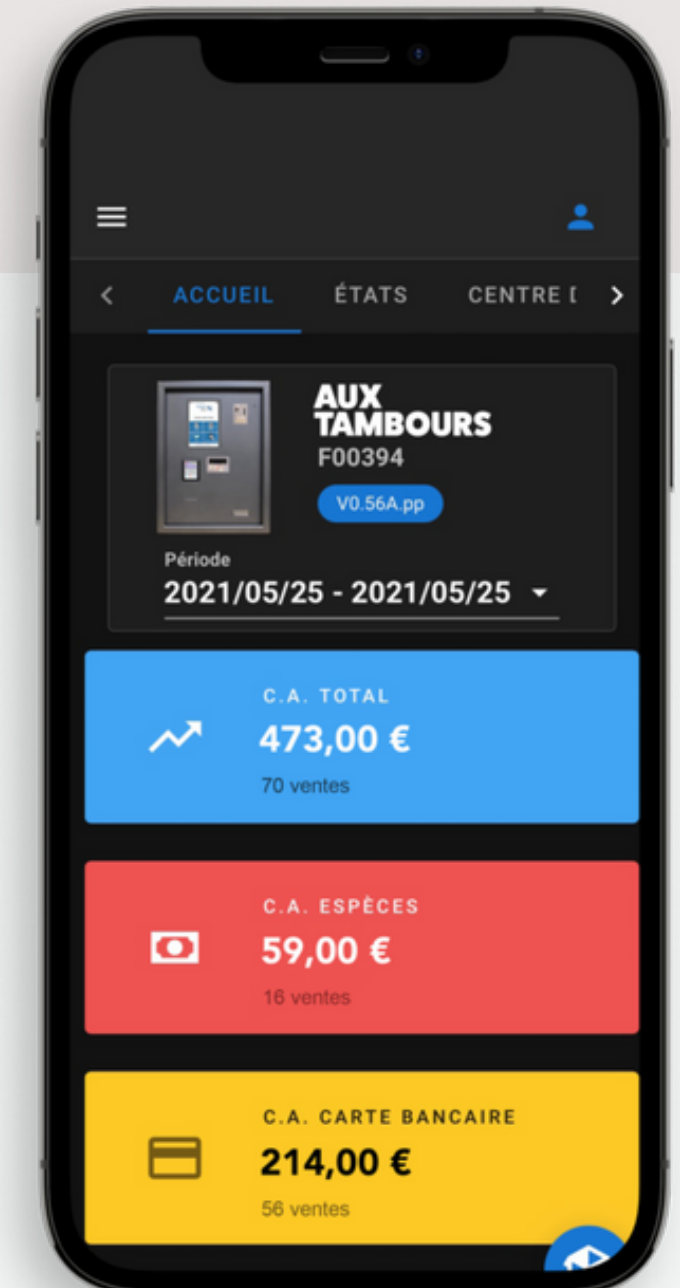 ACCUEIL ÉTATS CENTRE D
AUX
TAMBOURS
F00394
V0.56A.pp
Période
2021/05/25 - 2021/05/25
C.A. TOTAL
473,00 €
70 ventes
C.A. ESPÈCES
59,00 €
16 ventes
C.A. CARTE BANCAIRE
214,00 €
56 ventes